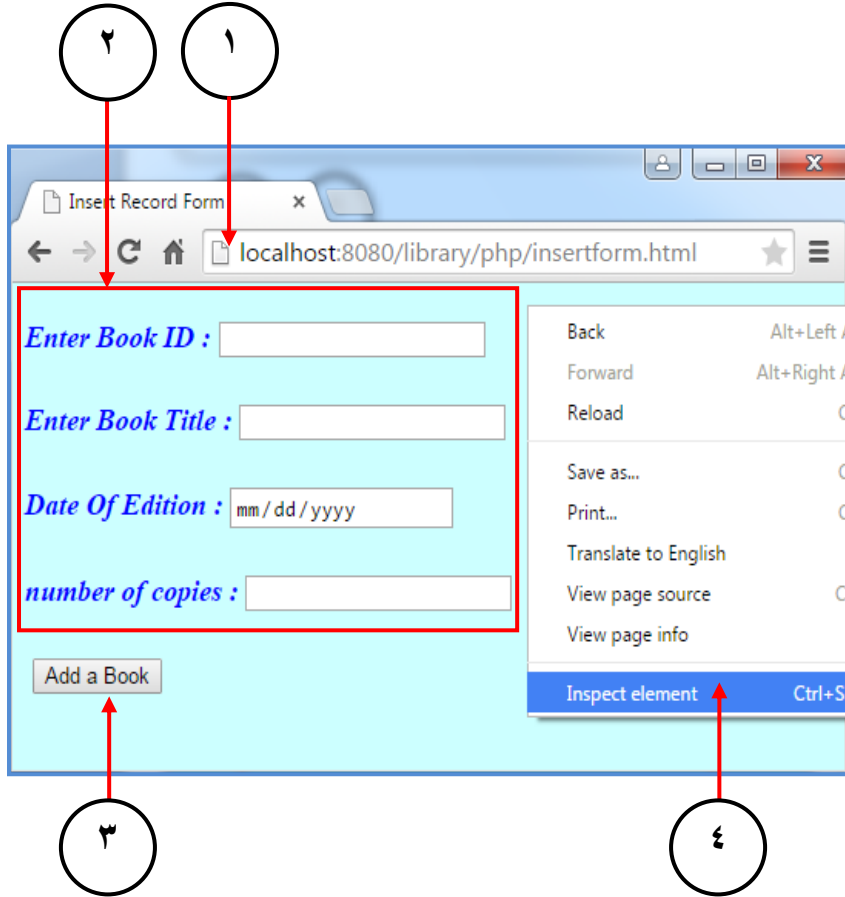 ٢
١
Insert Record Form
localhost:8080/library/php/insertform.html
Enter Book ID :
Enter Book Title :
Date Of Edition : mm/dd/yyyy
number of copies :
Add a Book
Back Alt+Left A
Forward Alt+Right A
Reload C
Save as... C
Print... C
Translate to English
View page source C
View page info
Inspect element Ctrl+S
٣
٤